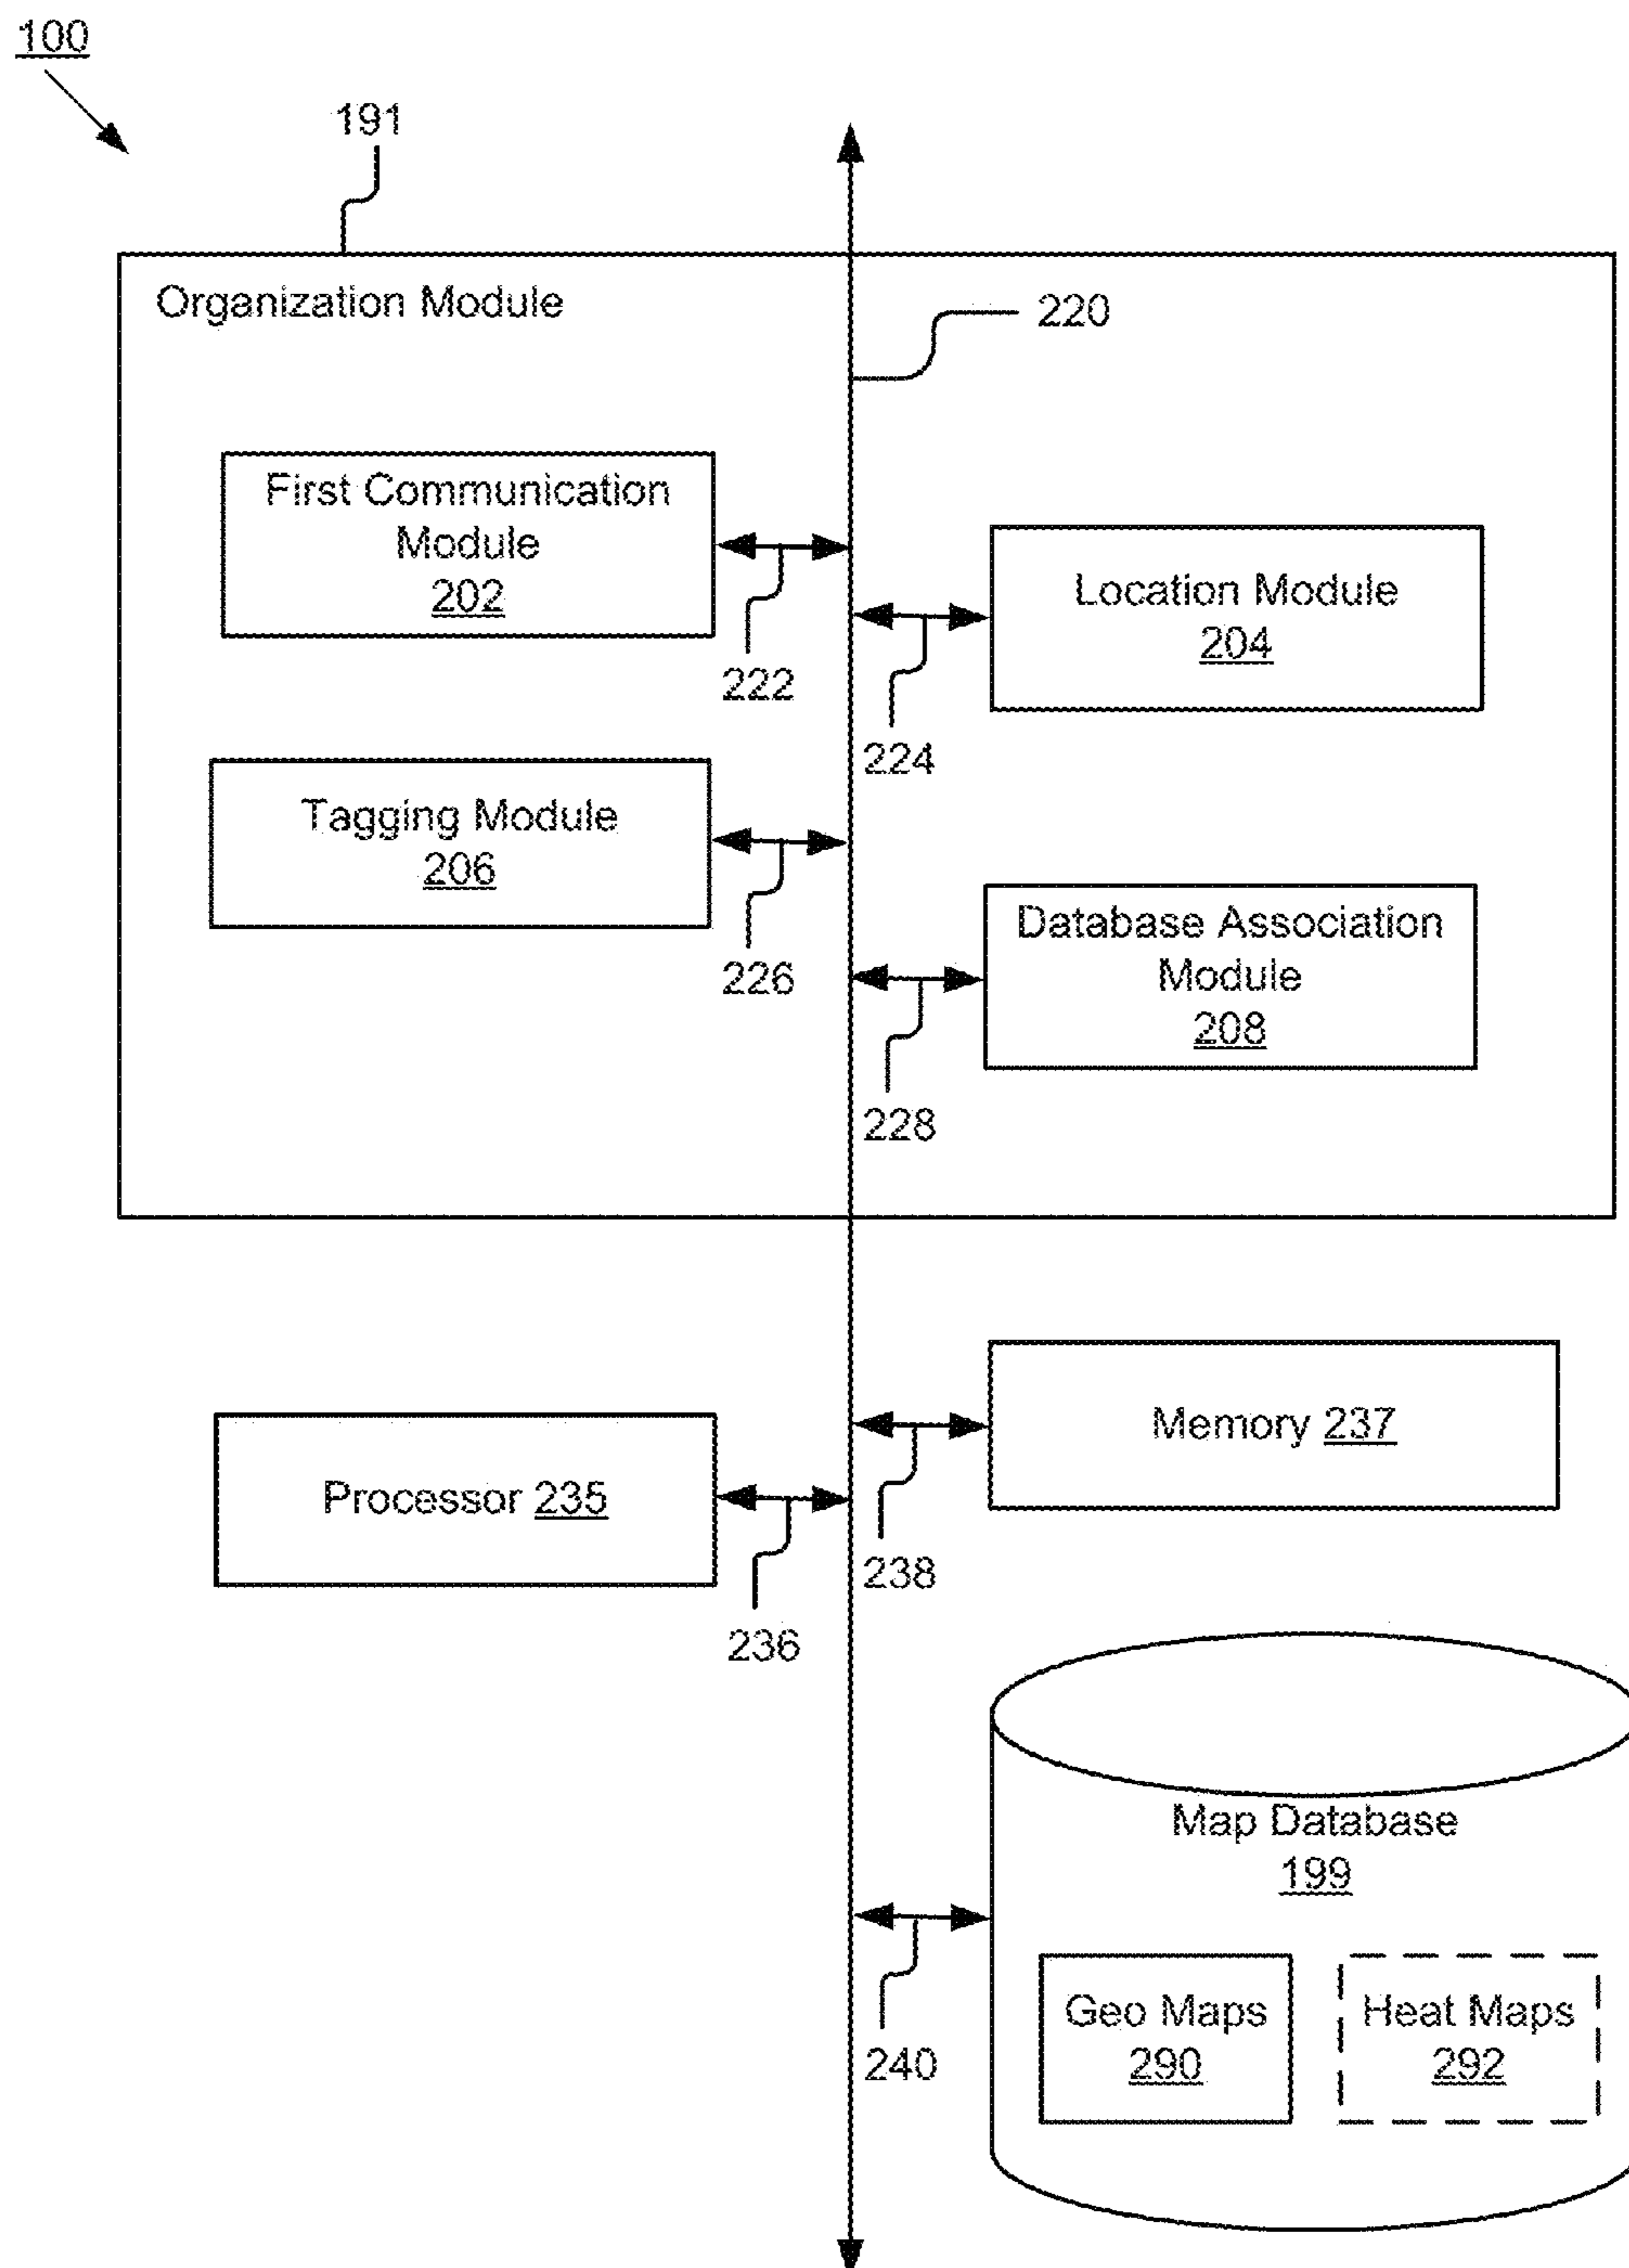 100
191
Organization Module
220
First Communication
Module
202
222
Location Module
204
224
Tagging Module
206
226
Database Association
Module
208
228
Memory 237
238
Processor 235
236
Map Database
199
Geo Maps
290
Heat Maps
292
240